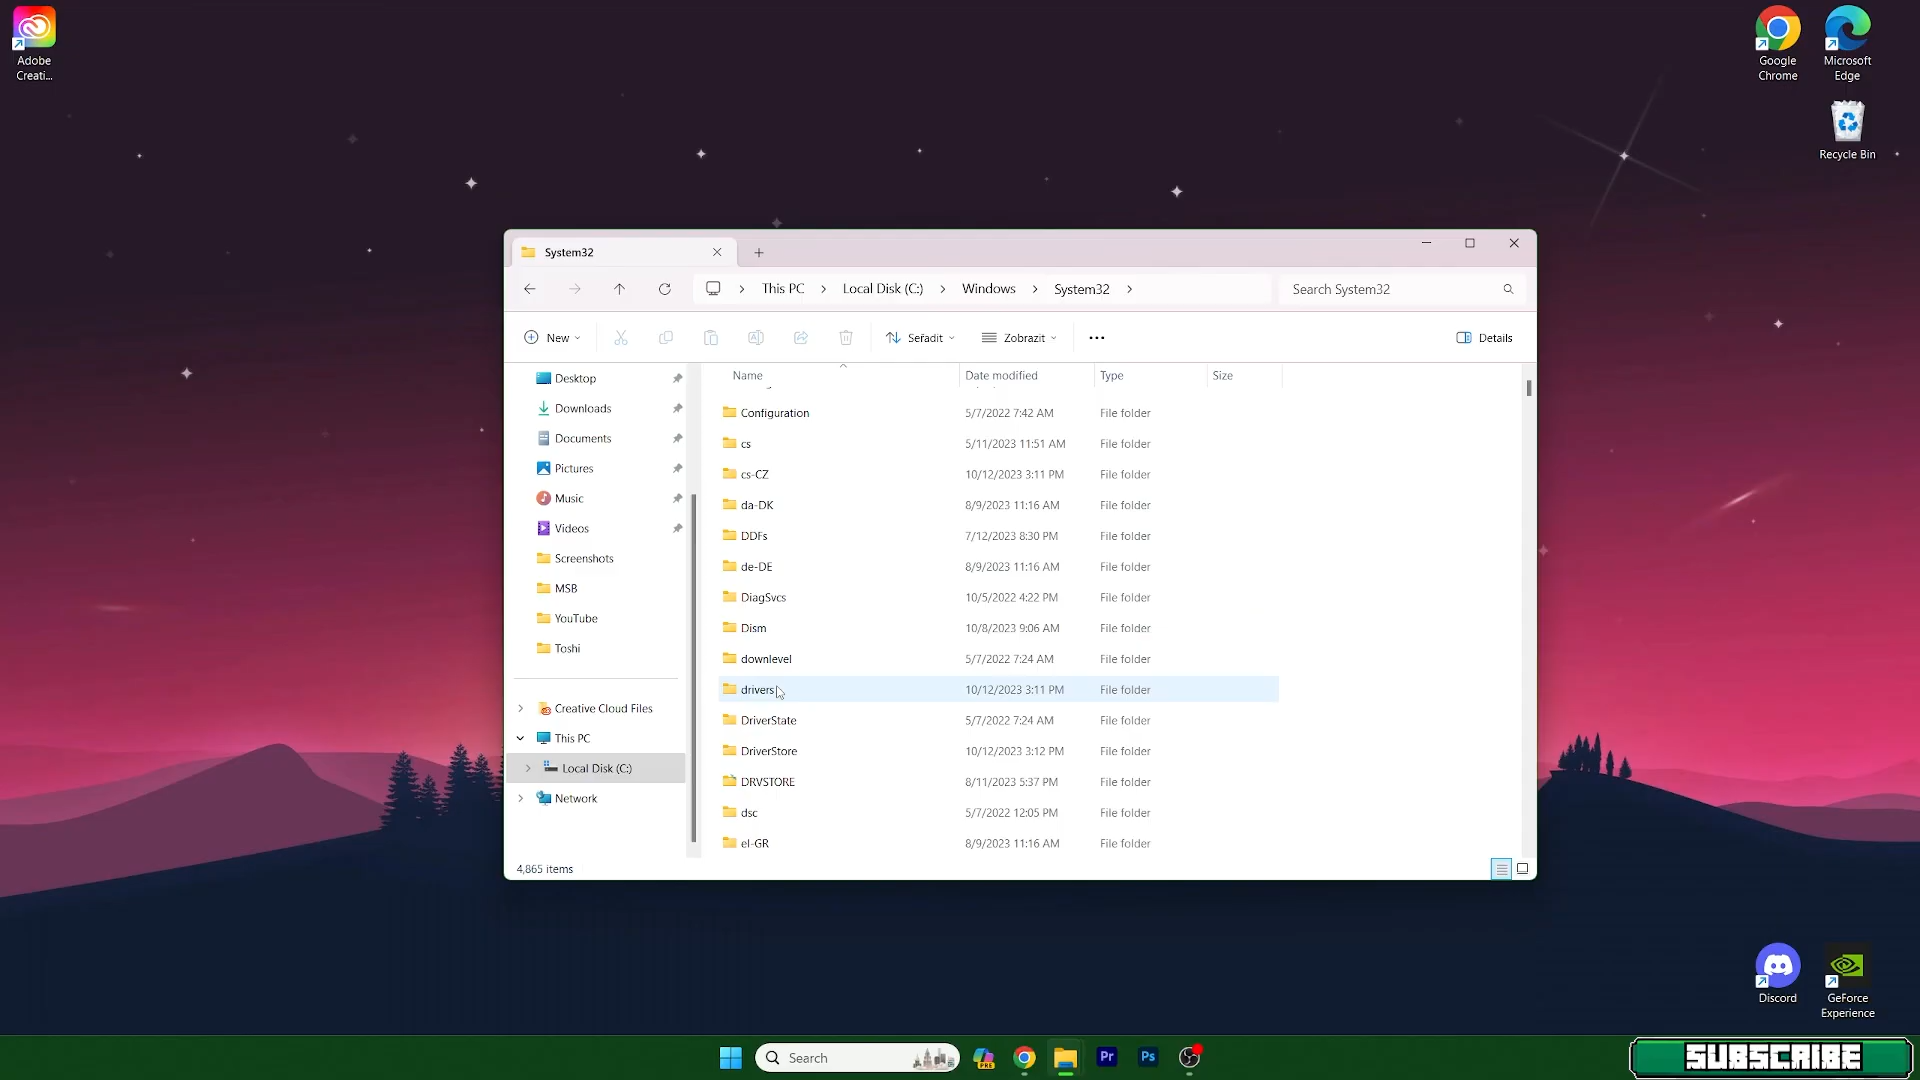 Adobe
Creati...
Google
Chrome
Microsoft
Edge
Recycle Bin
System32
This PC
Local Disk (C:)
Windows
System32
Search System32
New
Seřadit
Zobrazit
Details
Desktop
Downloads
Documents
Pictures
Music
Videos
Screenshots
MSB
YouTube
Toshi
Creative Cloud Files
This PC
Local Disk (C:)
Network
Name Date modified Type Size
Configuration 5/7/2022 7:42 AM File folder
cs 5/11/2023 11:51 AM File folder
cs-CZ 10/12/2023 3:11 PM File folder
da-DK 8/9/2023 11:16 AM File folder
DDFs 7/12/2023 8:30 PM File folder
de-DE 8/9/2023 11:16 AM File folder
DiagSvcs 10/5/2022 4:22 PM File folder
Dism 10/8/2023 9:06 AM File folder
downlevel 5/7/2022 7:24 AM File folder
drivers 10/12/2023 3:11 PM File folder
DriverState 5/7/2022 7:24 AM File folder
DriverStore 10/12/2023 3:12 PM File folder
DRVSTORE 8/11/2023 5:37 PM File folder
dsc 5/7/2022 12:05 PM File folder
el-GR 8/9/2023 11:16 AM File folder
4,865 items
Discord
GeForce
Experience
Search
PRE
Pr
Ps
SUBSCRIBE